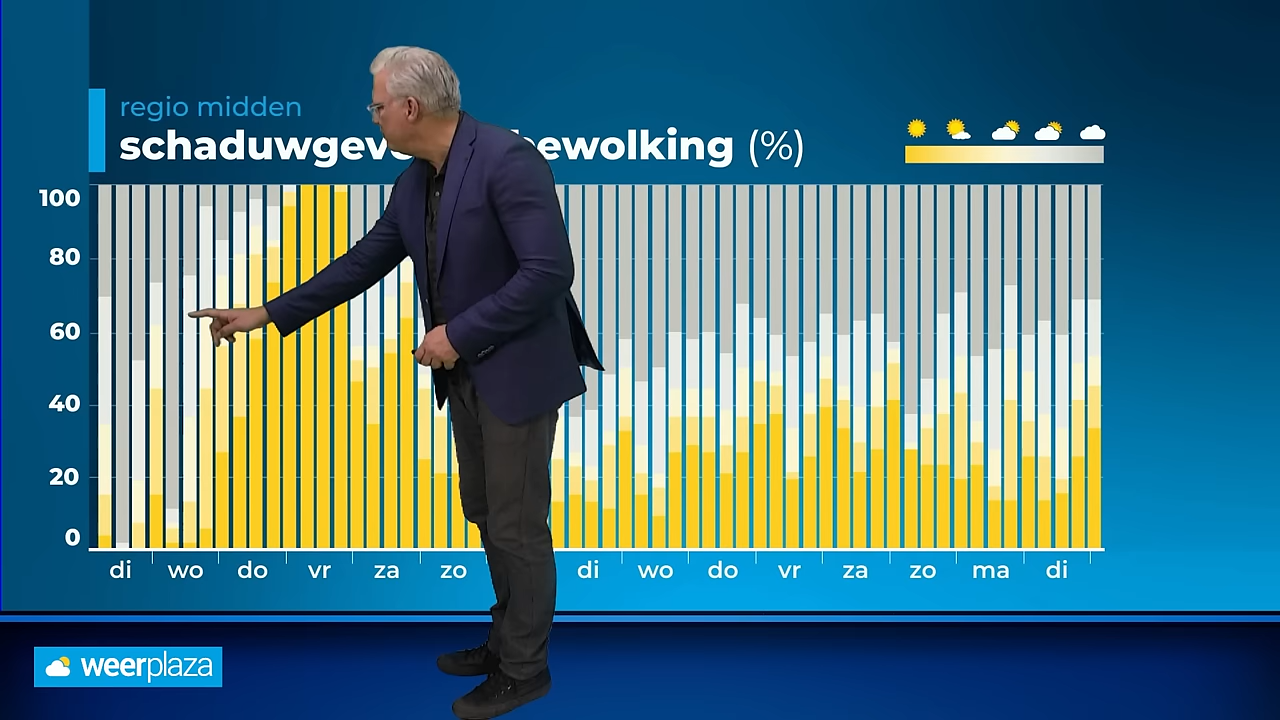 regio midden
schaduwgev bewolking (%)
100
80
60
40
20
0
di wo do vr za zo di wo do vr za zo ma di
weerplaza